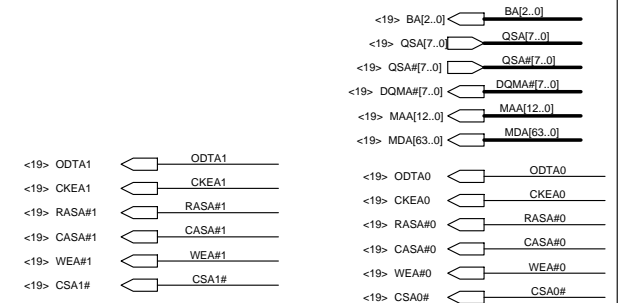 <19> BA[2..0] BA[2..0]
<19> QSA[7..0] QSA[7..0]
<19> QSA#[7..0] QSA#[7..0]
<19> DQMA#[7..0] DQMA#[7..0]
<19> MAA[12..0] MAA[12..0]
<19> MDA[63..0] MDA[63..0]
<19> ODTA1 ODTA1
<19> CKEA1 CKEA1
<19> RASA#1 RASA#1
<19> CASA#1 CASA#1
<19> WEA#1 WEA#1
<19> CSA1# CSA1#
<19> ODTA0 ODTA0
<19> CKEA0 CKEA0
<19> RASA#0 RASA#0
<19> CASA#0 CASA#0
<19> WEA#0 WEA#0
<19> CSA0# CSA0#